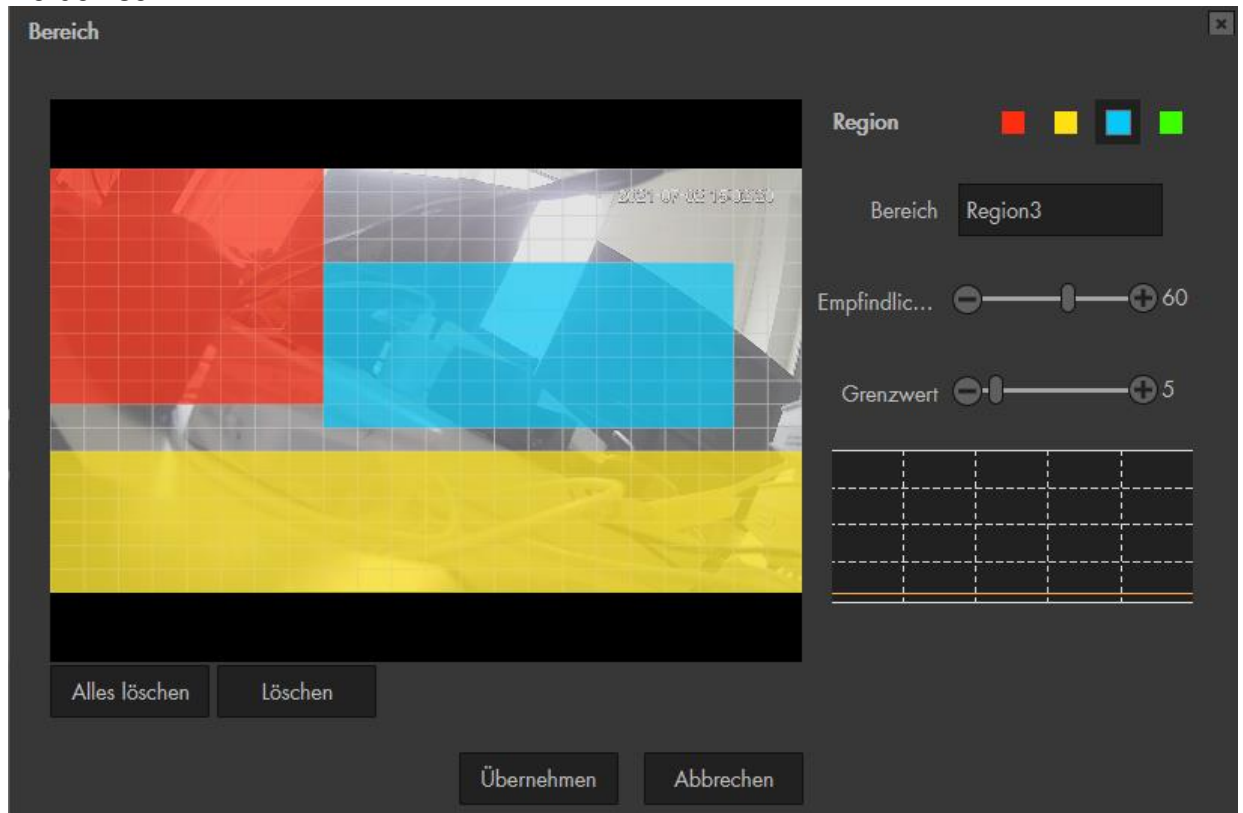 Bereich
Region
Bereich Region3
Empfindlic... 60
Grenzwert 5
Alles löschen Löschen
Übernehmen Abbrechen